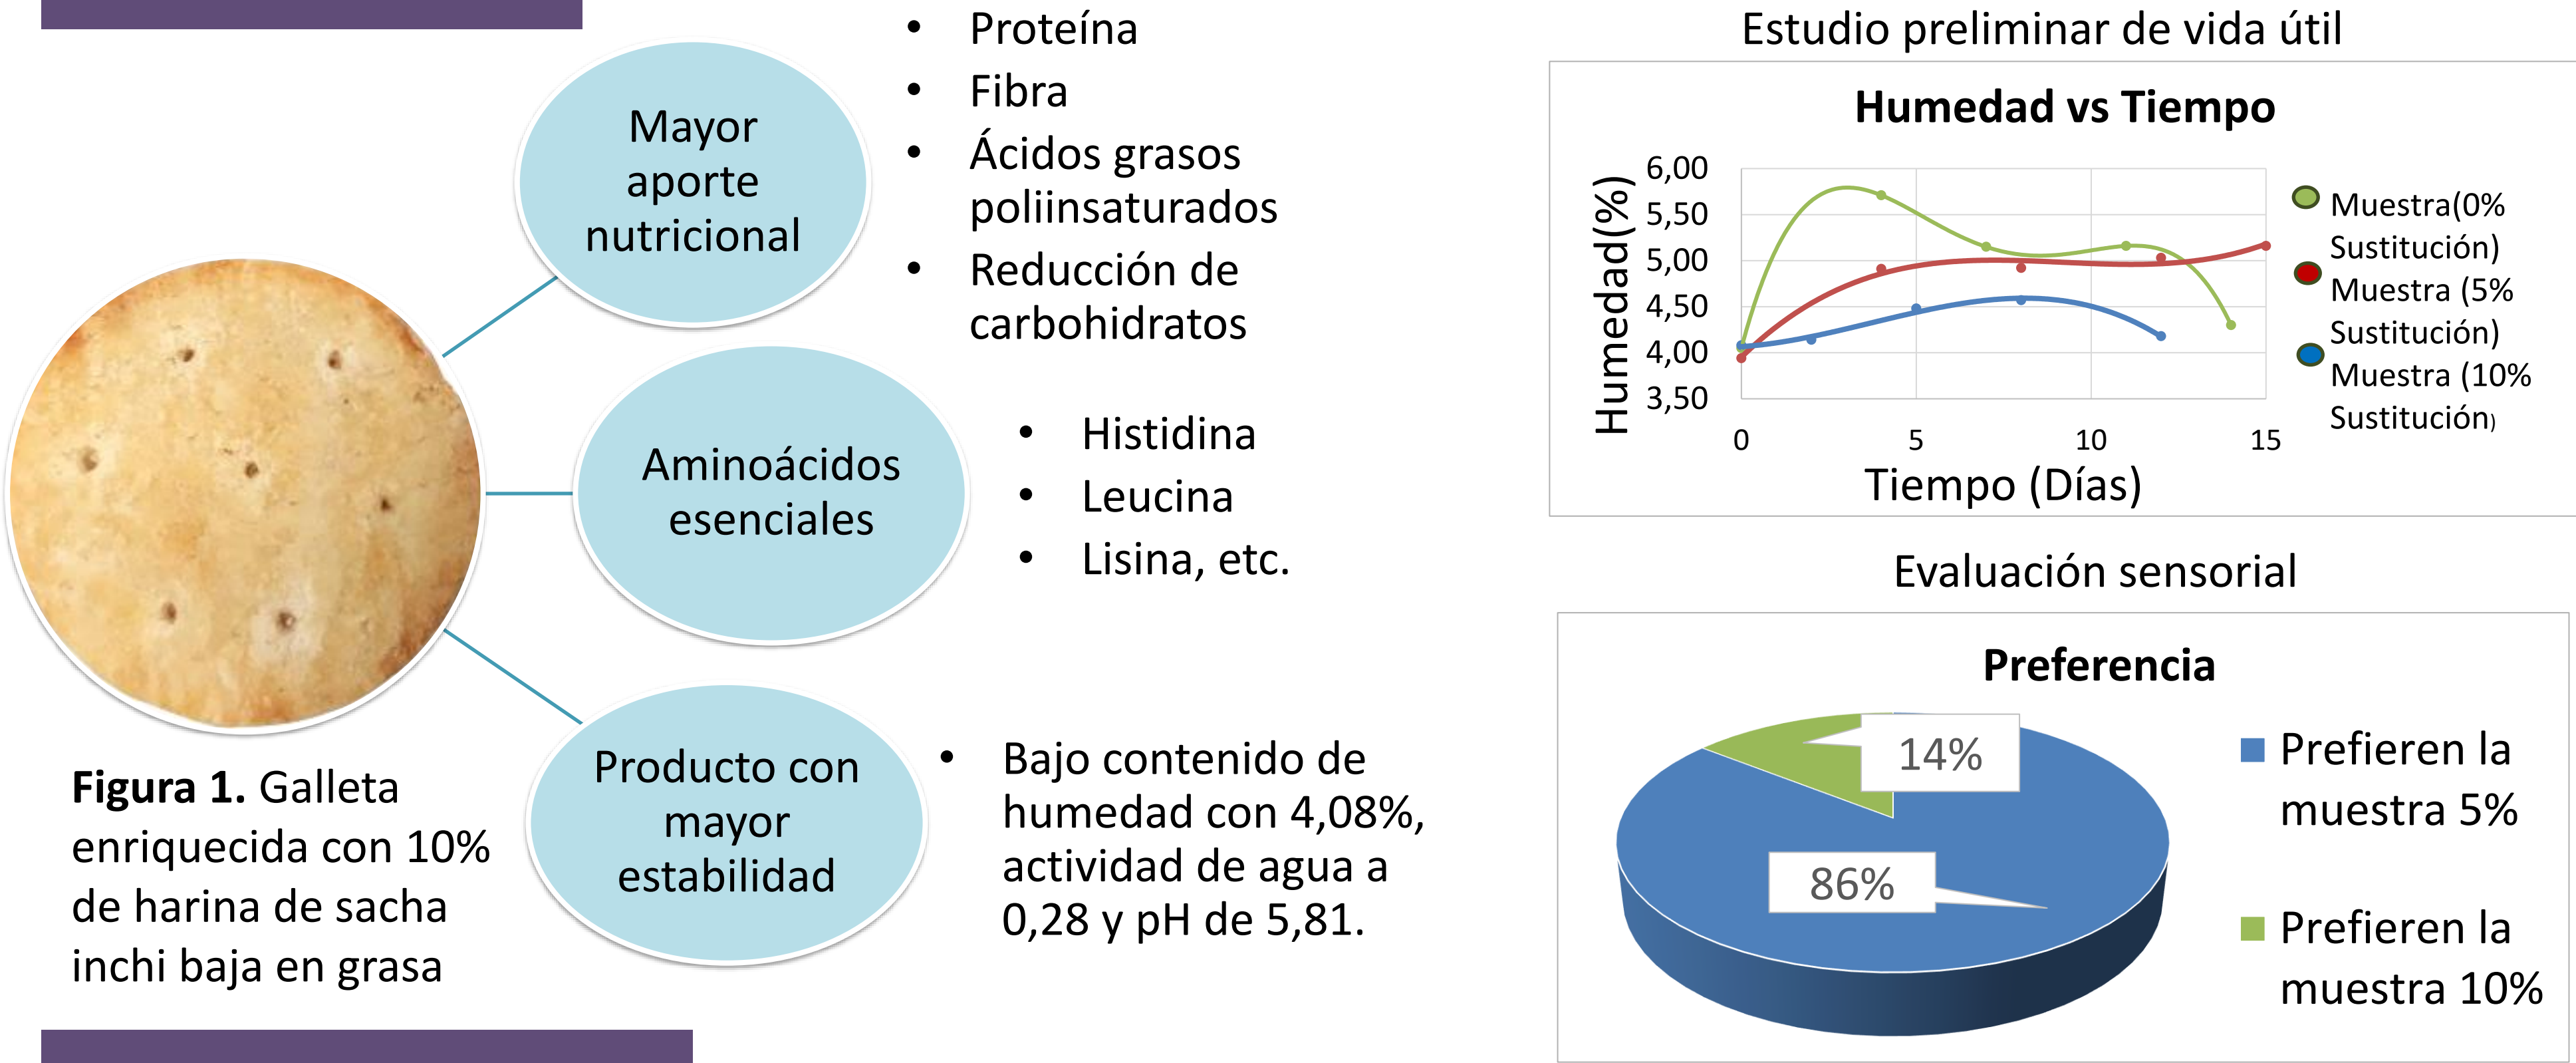 Mayor
aporte
nutricional
• Proteína
• Fibra
• Ácidos grasos
poliinsaturados
• Reducción de
carbohidratos
Aminoácidos
esenciales
• Histidina
• Leucina
• Lisina, etc.
Producto con
mayor
estabilidad
• Bajo contenido de
humedad con 4,08%,
actividad de agua a
0,28 y pH de 5,81.
Figura 1. Galleta
enriquecida con 10%
de harina de sacha
inchi baja en grasa
Estudio preliminar de vida útil
Humedad vs Tiempo
Humedad(%)
6,00
5,50
5,00
4,50
4,00
3,50
0 5 10 15
Tiempo (Días)
Muestra(0%
Sustitución)
Muestra (5%
Sustitución)
Muestra (10%
Sustitución)
Evaluación sensorial
Preferencia
14%
86%
Prefieren la
muestra 5%
Prefieren la
muestra 10%